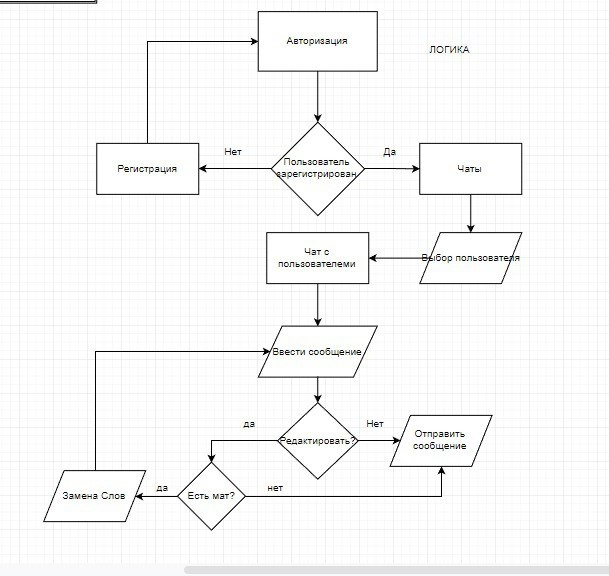 Авторизация
ЛОГИКА
Пользователь
зарегистрирован
Нет
Да
Регистрация
Чаты
Выбор пользователя
Чат с
пользователеми
Ввести сообщение
Редактировать?
да
Нет
Отправить
сообщение
Есть мат?
да
нет
Замена Слов